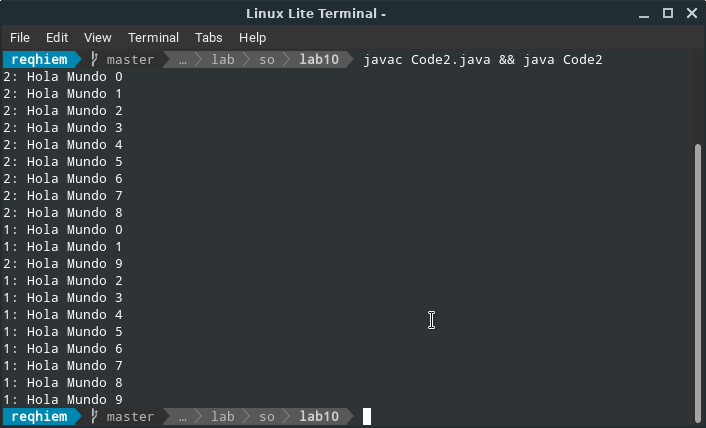 Linux Lite Terminal -
File Edit View Terminal Tabs Help
reqhiem master … lab so lab10 javac Code2.java && java Code2
2: Hola Mundo 0
2: Hola Mundo 1
2: Hola Mundo 2
2: Hola Mundo 3
2: Hola Mundo 4
2: Hola Mundo 5
2: Hola Mundo 6
2: Hola Mundo 7
2: Hola Mundo 8
1: Hola Mundo 0
1: Hola Mundo 1
2: Hola Mundo 9
1: Hola Mundo 2
1: Hola Mundo 3
1: Hola Mundo 4
1: Hola Mundo 5
1: Hola Mundo 6
1: Hola Mundo 7
1: Hola Mundo 8
1: Hola Mundo 9
reqhiem master … lab so lab10